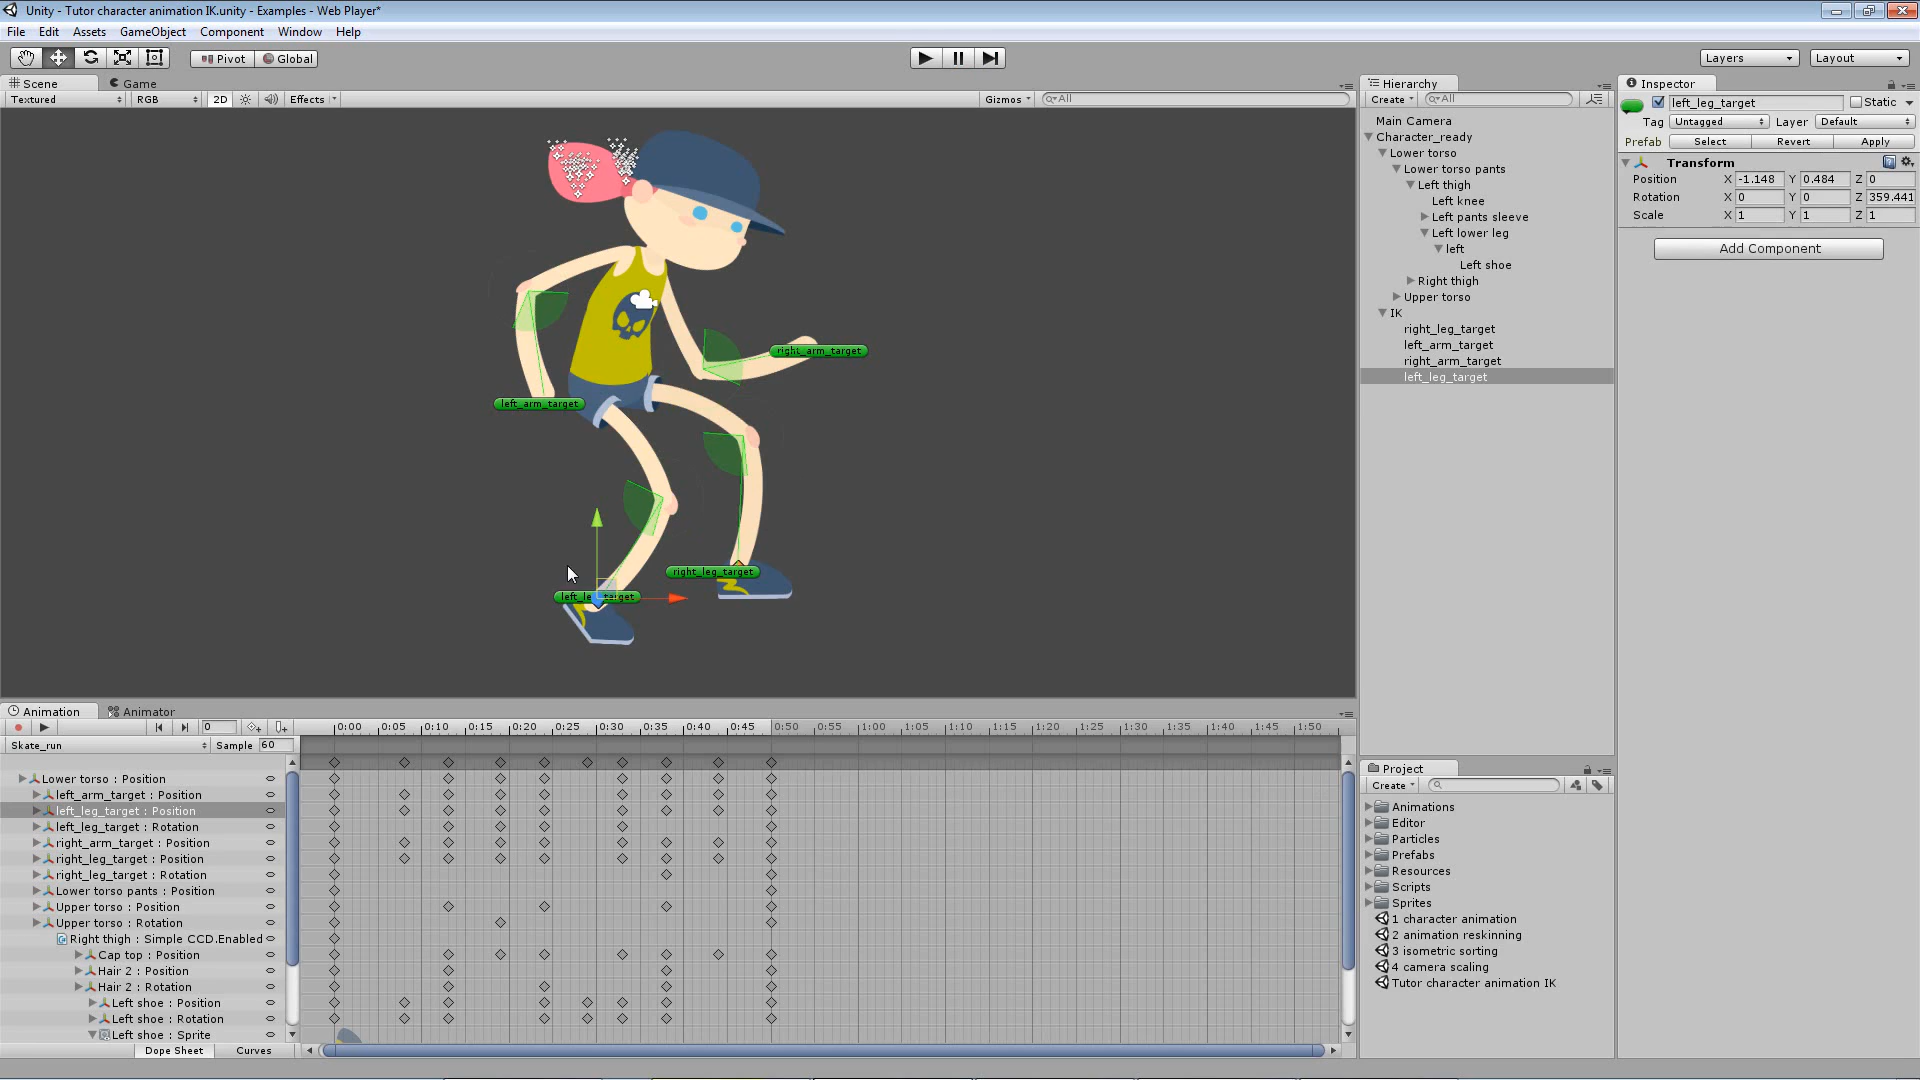 Unity - Tutor character animation IK.unity - Examples - Web Player*
File Edit Assets GameObject Component Window Help
Pivot Global Layers Layout
Scene Game
Textured RGB 2D Effects Gizmos All
right_arm_target
left_arm_target
right_leg_target
left_le target
Hierarchy
Create All
Main Camera
Character_ready
Lower torso
Lower torso pants
Left thigh
Left knee
Left pants sleeve
Left lower leg
left
Left shoe
Right thigh
Upper torso
IK
right_leg_target
left_arm_target
right_arm_target
left_leg_target
Inspector
left_leg_target Static
Tag Untagged Layer Default
Prefab Select Revert Apply
Transform
Position X -1.148 Y 0.484 Z 0
Rotation X 0 Y 0 Z 359.441
Scale X 1 Y 1 Z 1
Add Component
Animation Animator
0
0:00 0:05 0:10 0:15 0:20 0:25 0:30 0:35 0:40 0:45 0:50 0:55 1:00 1:05 1:10 1:15 1:20 1:25 1:30 1:35 1:40 1:45 1:50
Skate_run Sample 60
Lower torso : Position
left_arm_target : Position
left_leg_target : Position
left_leg_target : Rotation
right_arm_target : Position
right_leg_target : Position
right_leg_target : Rotation
Lower torso pants : Position
Upper torso : Position
Upper torso : Rotation
Right thigh : Simple CCD.Enabled
Cap top : Position
Hair 2 : Position
Hair 2 : Rotation
Left shoe : Position
Left shoe : Rotation
Left shoe : Sprite
Dope Sheet Curves
Project
Create
Animations
Editor
Particles
Prefabs
Resources
Scripts
Sprites
1 character animation
2 animation reskinning
3 isometric sorting
4 camera scaling
Tutor character animation IK